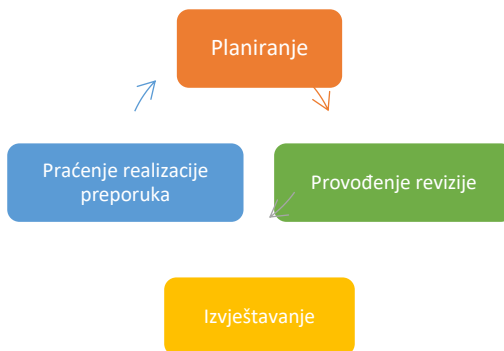 Planiranje
Praćenje realizacije
preporuka
Provođenje revizije
Izvještavanje